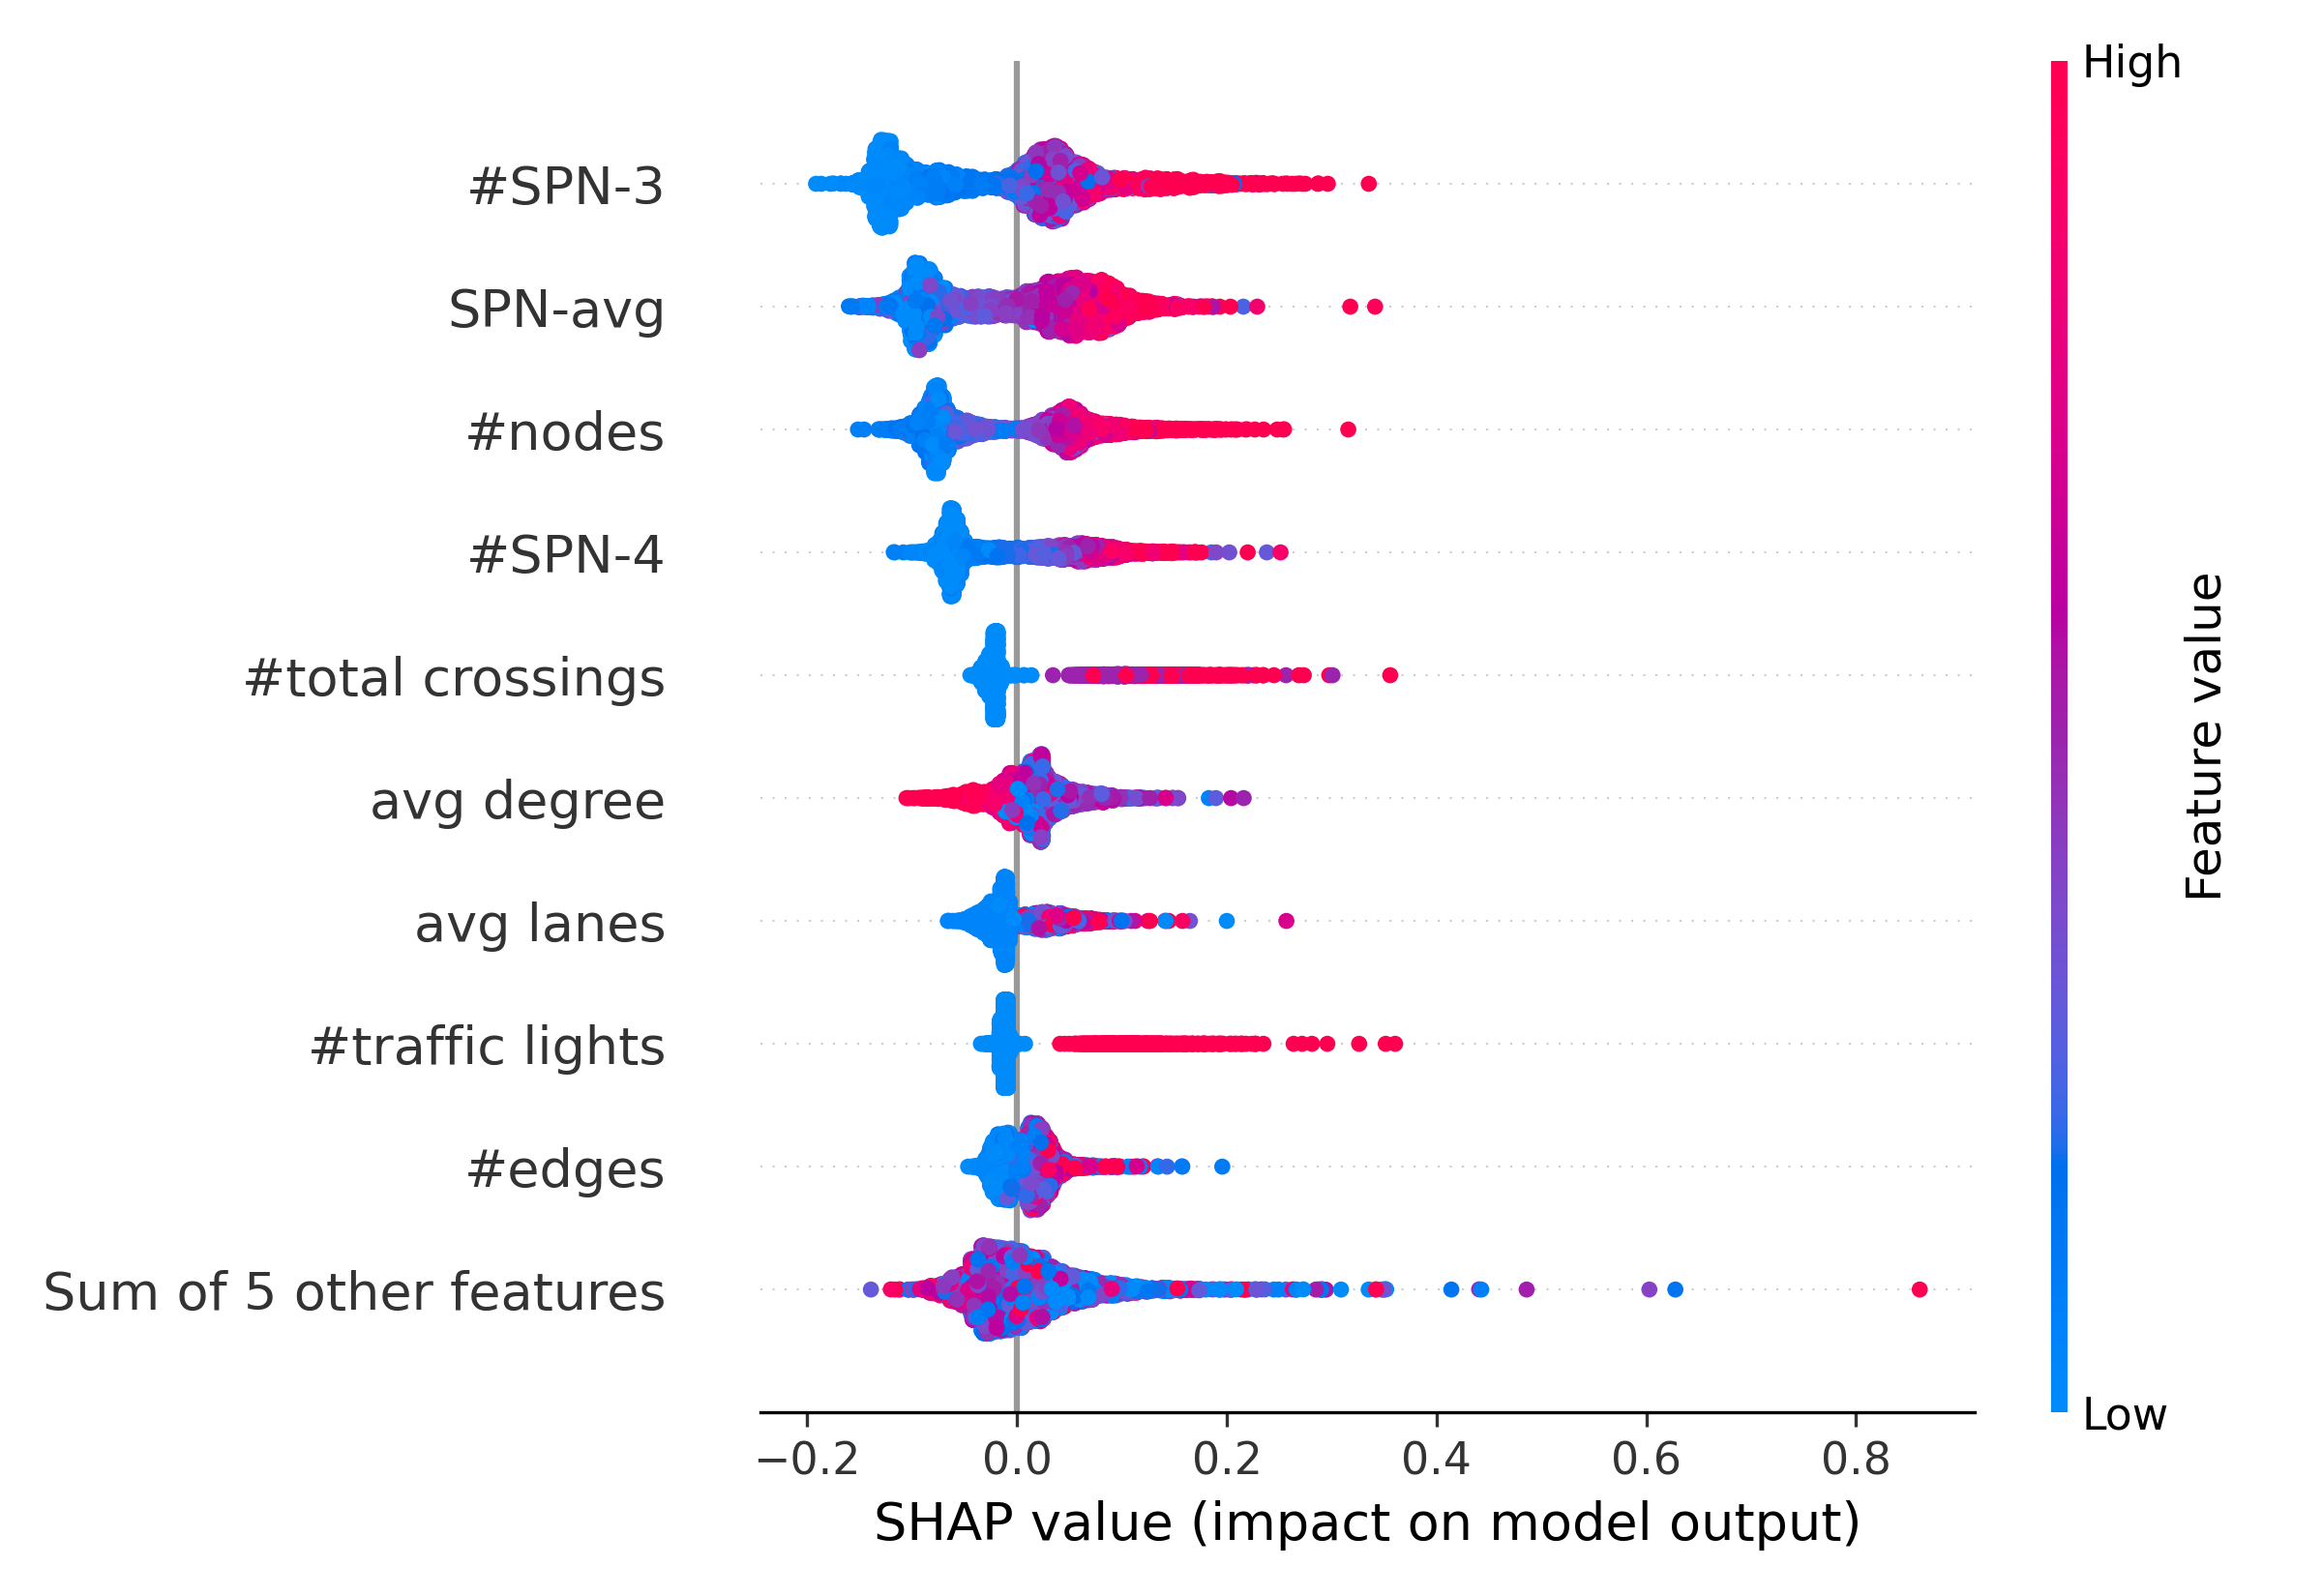 High
#SPN-3
SPN-avg
#nodes
#SPN-4
#total crossings
avg degree
avg lanes
#traffic lights
#edges
Sum of 5 other features
Feature value
Low
−0.2 0.0 0.2 0.4 0.6 0.8
SHAP value (impact on model output)